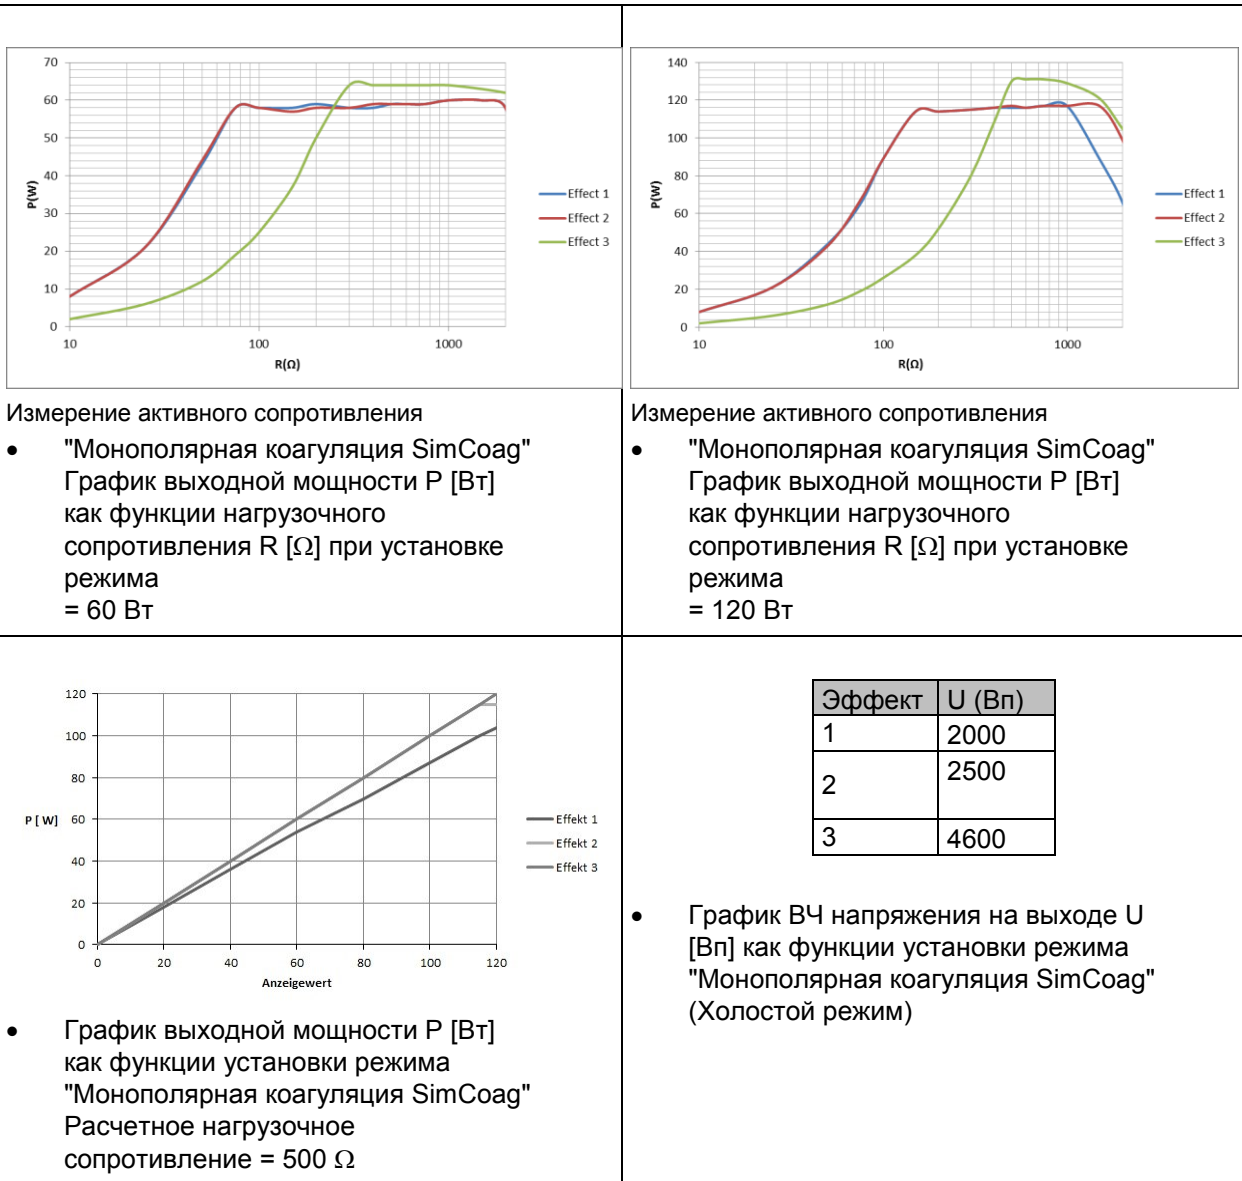 70
60
50
40
30
20
10
0
P(W)
10
100
1000
R(Ω)
Effect 1
Effect 2
Effect 3
Измерение активного сопротивления
• "Монополярная коагуляция SimCoag"
График выходной мощности P [Вт]
как функции нагрузочного
сопротивления R [Ω] при установке
режима
= 60 Вт
140
120
100
80
60
40
20
0
P(W)
10
100
1000
R(Ω)
Effect 1
Effect 2
Effect 3
Измерение активного сопротивления
• "Монополярная коагуляция SimCoag"
График выходной мощности P [Вт]
как функции нагрузочного
сопротивления R [Ω] при установке
режима
= 120 Вт
120
100
80
60
40
20
0
P [ W]
0 20 40 60 80 100 120
Anzeigewert
Effekt 1
Effekt 2
Effekt 3
• График выходной мощности P [Вт]
как функции установки режима
"Монополярная коагуляция SimCoag"
Расчетное нагрузочное
сопротивление = 500 Ω
Эффект U (Вп)
1 2000
2 2500
3 4600
• График ВЧ напряжения на выходе U
[Вп] как функции установки режима
"Монополярная коагуляция SimCoag"
(Холостой режим)